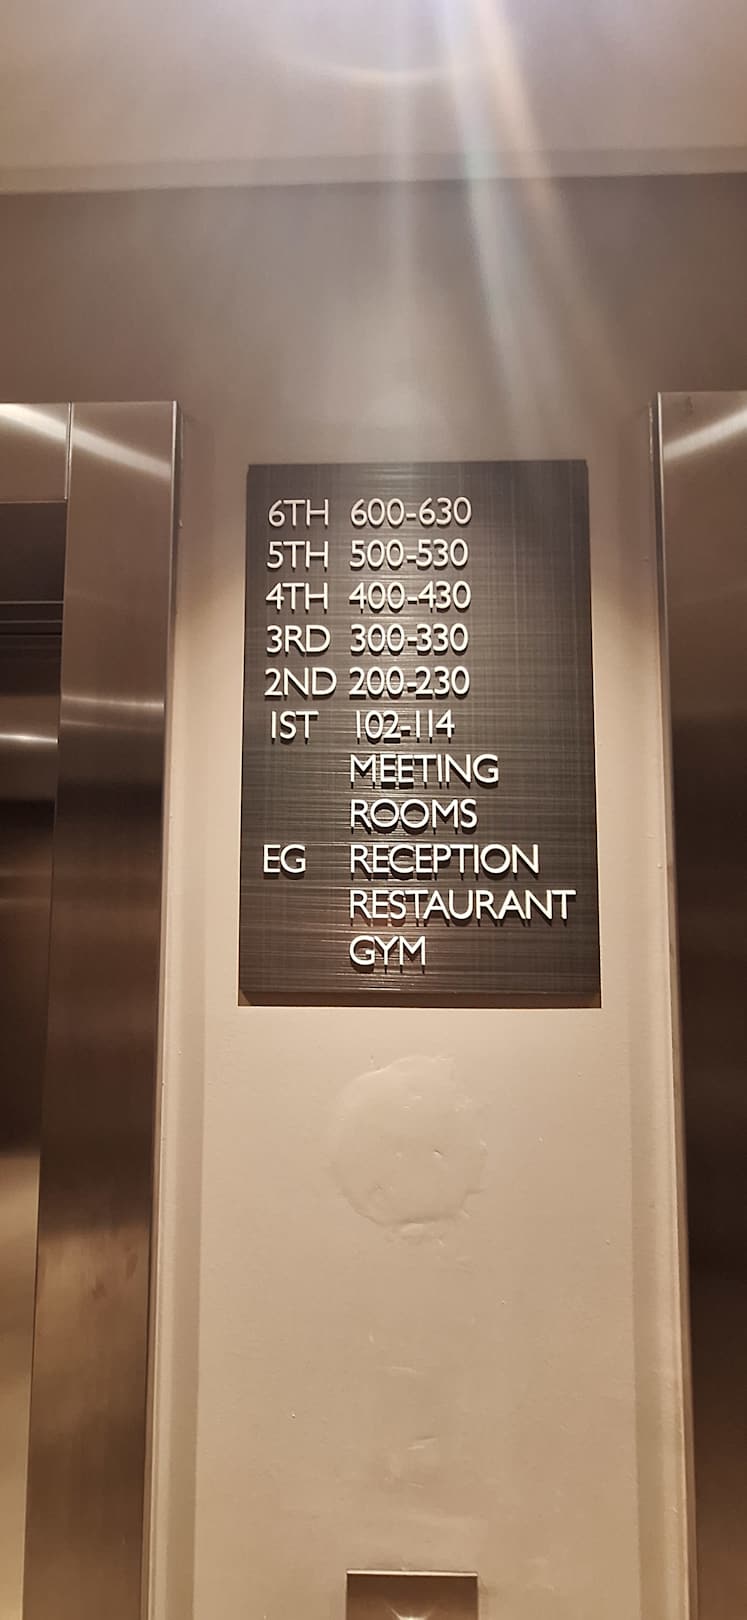 6TH 600-630
5TH 500-530
4TH 400-430
3RD 300-330
2ND 200-230
1ST 102-114
MEETING
ROOMS
EG RECEPTION
RESTAURANT
GYM